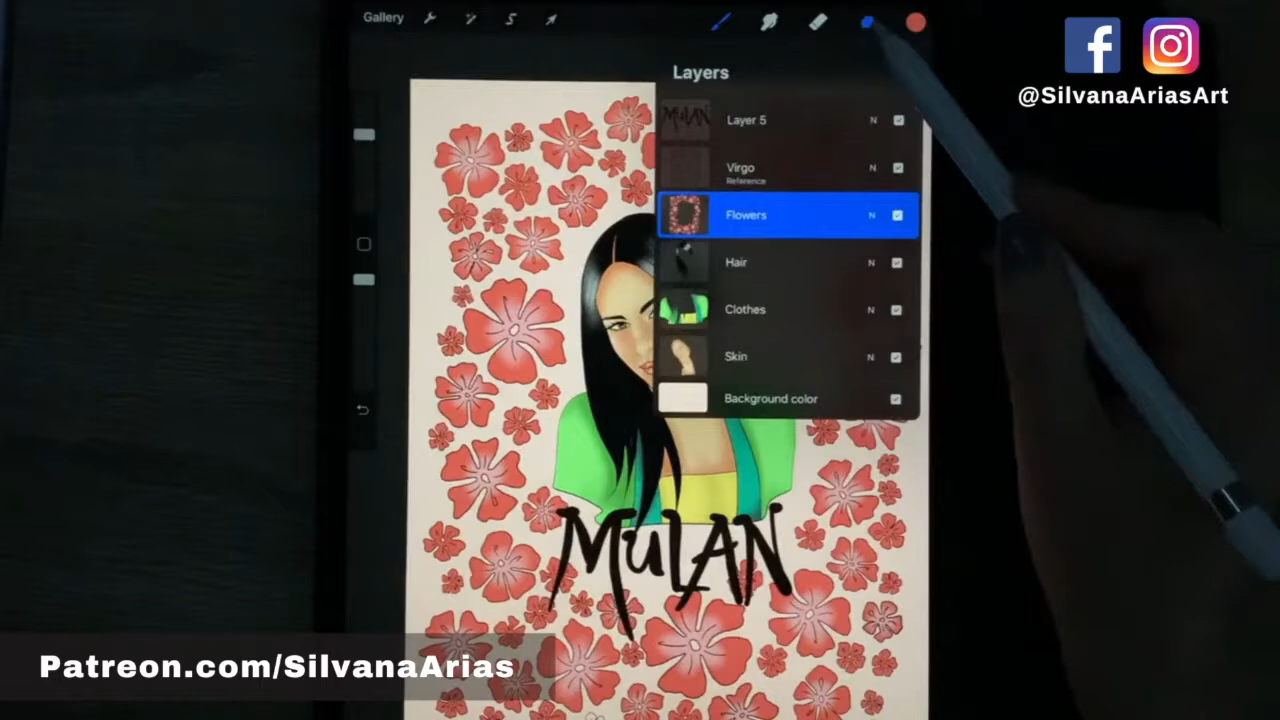 Gallery
Layers
Layer 5
N
Virgo
Reference
N
Flowers
N
Hair
N
Clothes
N
Skin
N
Background color
MULAN
@SilvanaAriasArt
Patreon.com/SilvanaArias